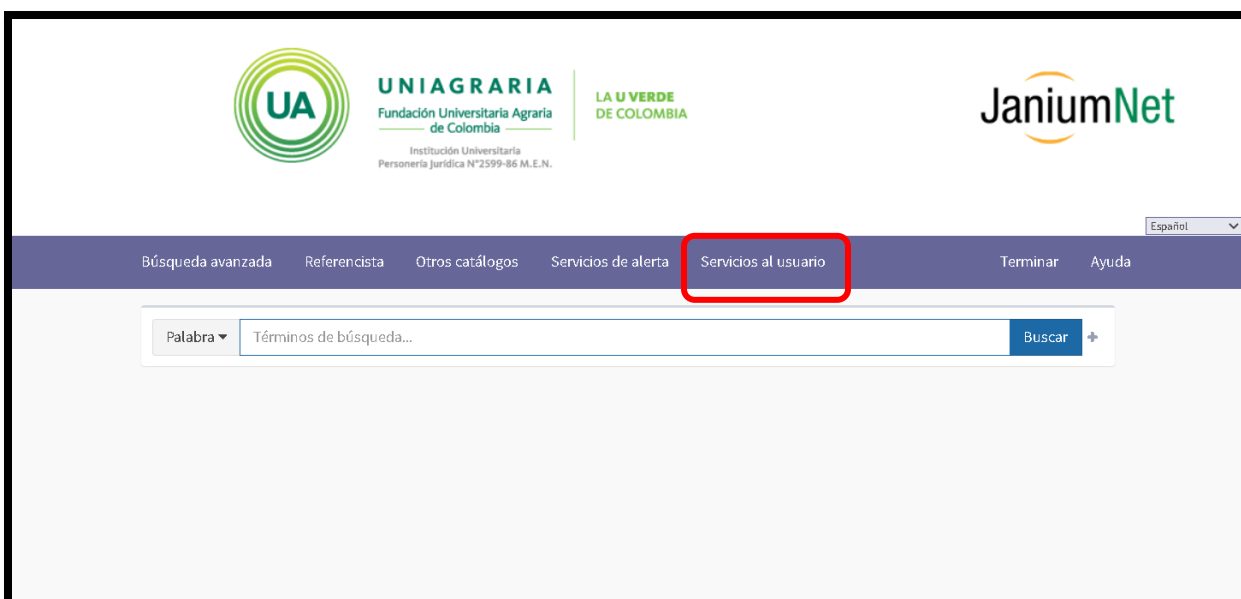 UA
UNIAGRARIA
Fundación Universitaria Agraria
de Colombia
Institución Universitaria
Personería Jurídica N°2599-86 M.E.N.
LA U VERDE
DE COLOMBIA
JaniumNet
Español
Búsqueda avanzada Referencista Otros catálogos Servicios de alerta Servicios al usuario Terminar Ayuda
Palabra Términos de búsqueda... Buscar +